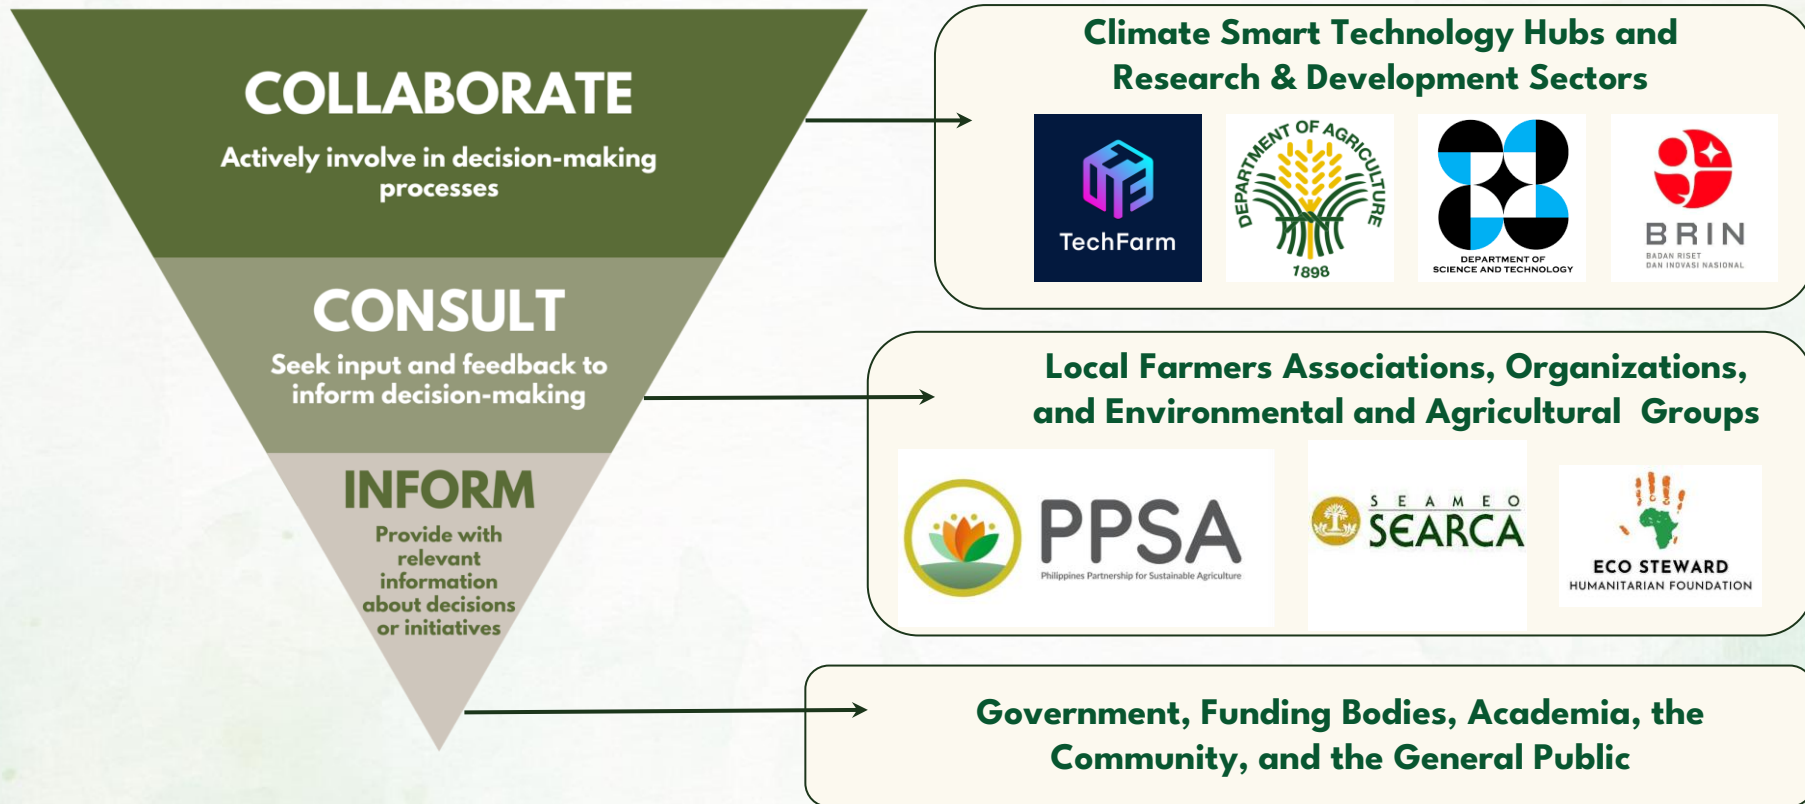 COLLABORATE
Actively involve in decision-making
processes
CONSULT
Seek input and feedback to
inform decision-making
INFORM
Provide with
relevant
information
about decisions
or initiatives
Climate Smart Technology Hubs and
Research & Development Sectors
TechFarm
DEPARTMENT OF AGRICULTURE
1898
DEPARTMENT OF
SCIENCE AND TECHNOLOGY
BRIN
BADAN RISET
DAN INOVASI NASIONAL
Local Farmers Associations, Organizations,
and Environmental and Agricultural Groups
PPSA
Philippines Partnership for Sustainable Agriculture
SEAMEO
SEARCA
ECO STEWARD
HUMANITARIAN FOUNDATION
Government, Funding Bodies, Academia, the
Community, and the General Public